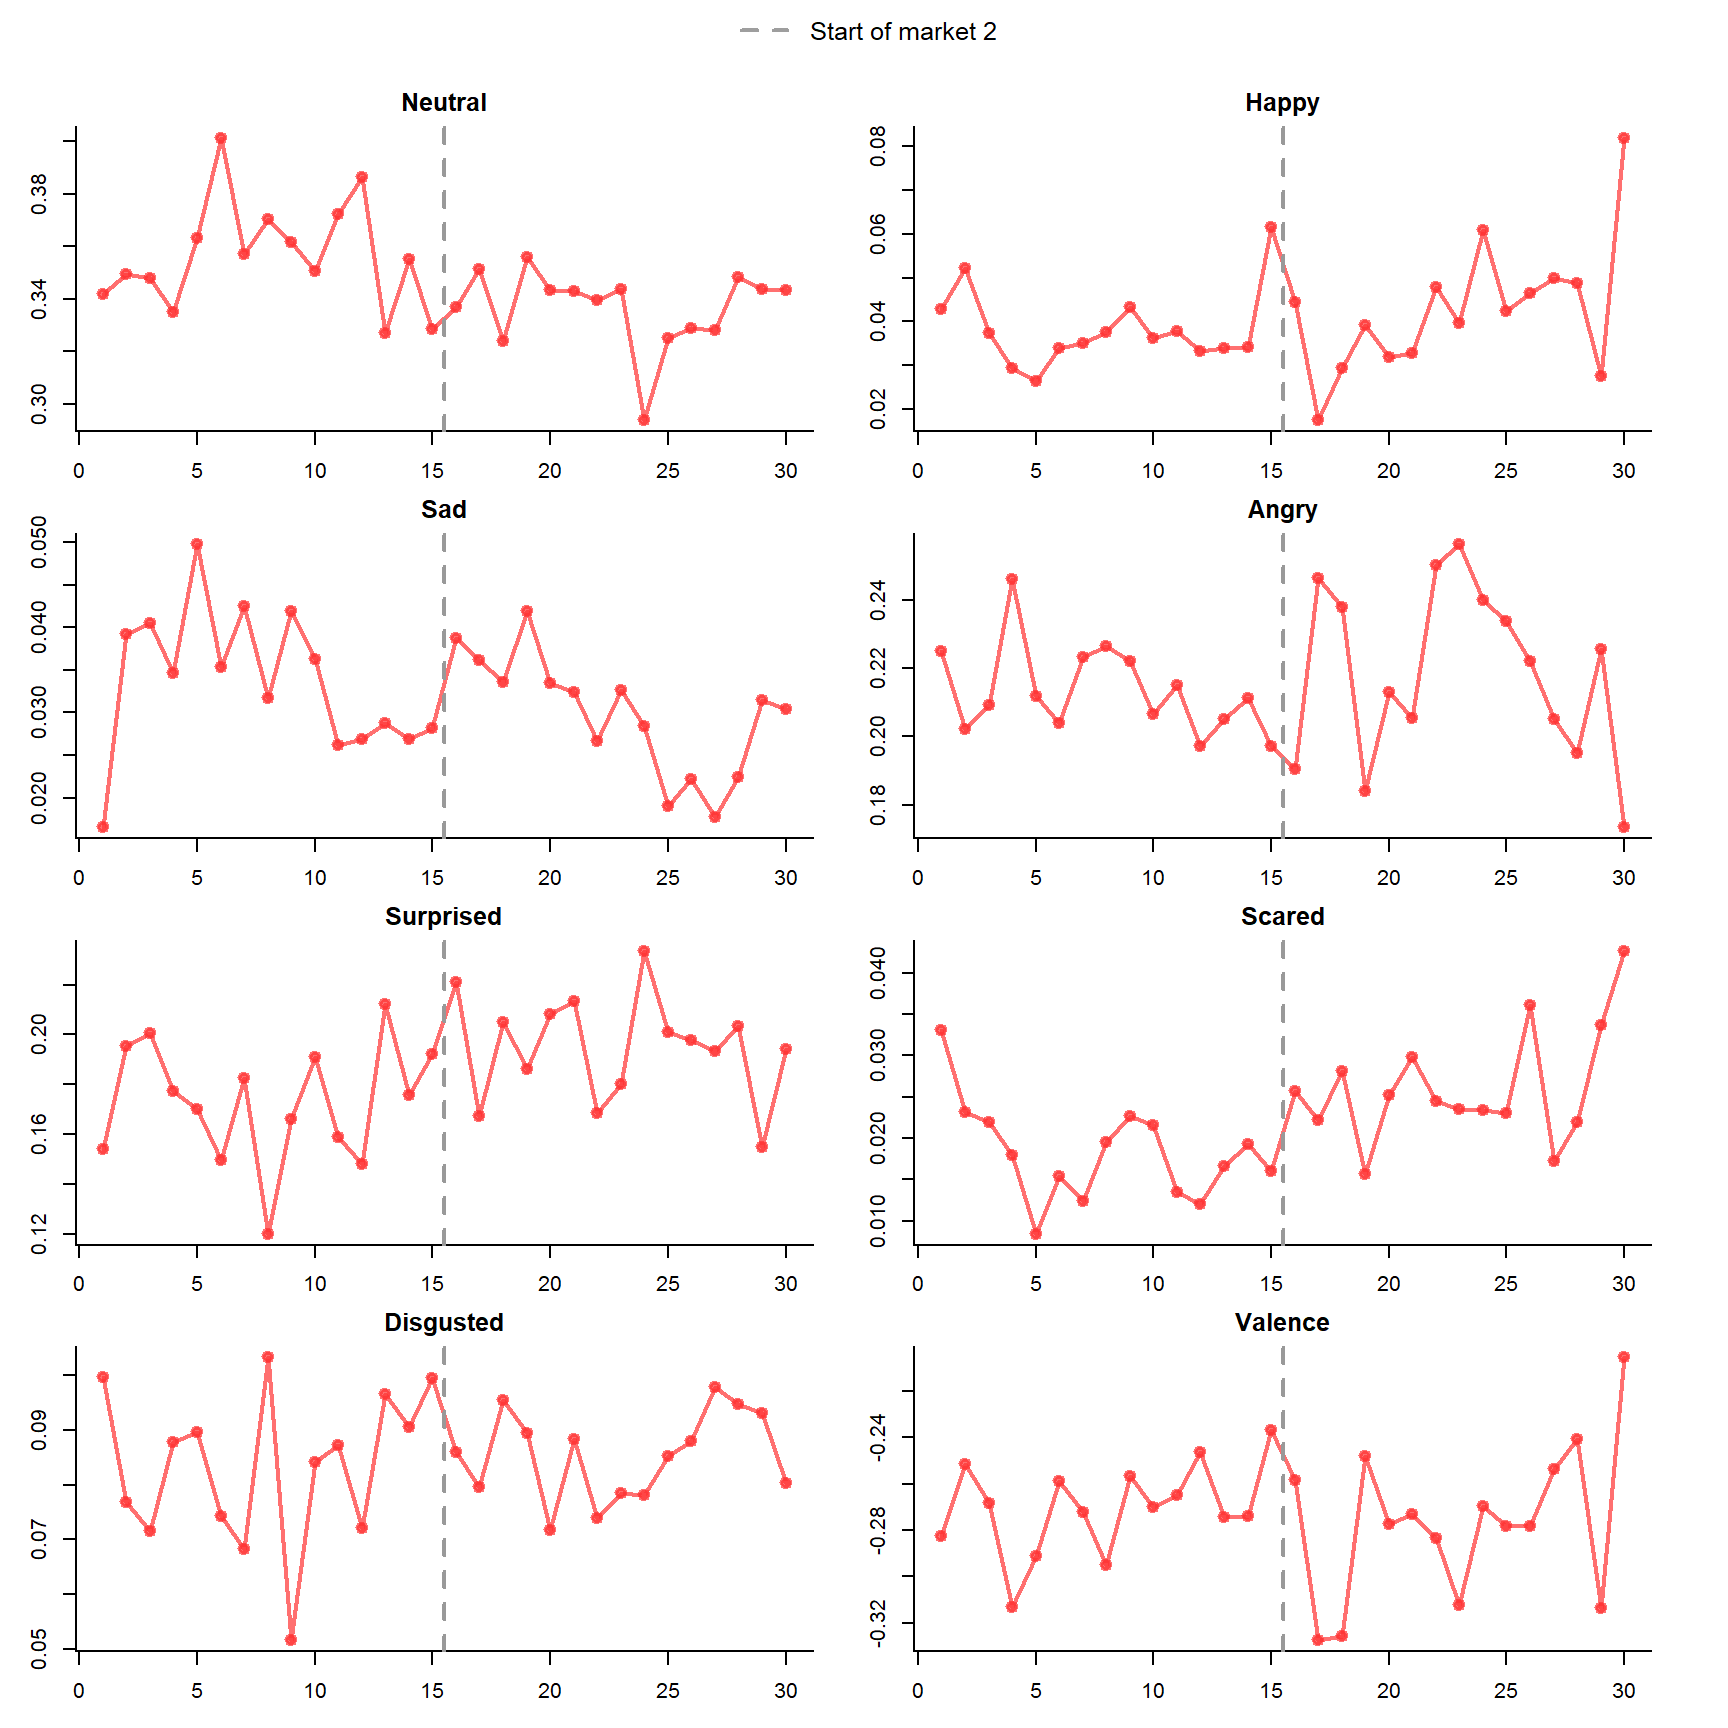 Start of market 2
Neutral
Happy
0.30 0.34 0.38
0.02 0.04 0.06 0.08
0 5 10 15 20 25 30
0 5 10 15 20 25 30
Sad
Angry
0.020 0.030 0.040 0.050
0.18 0.20 0.22 0.24
0 5 10 15 20 25 30
0 5 10 15 20 25 30
Surprised
Scared
0.12 0.16 0.20
0.010 0.020 0.030 0.040
0 5 10 15 20 25 30
0 5 10 15 20 25 30
Disgusted
Valence
0.05 0.07 0.09
-0.32 -0.28 -0.24
0 5 10 15 20 25 30
0 5 10 15 20 25 30